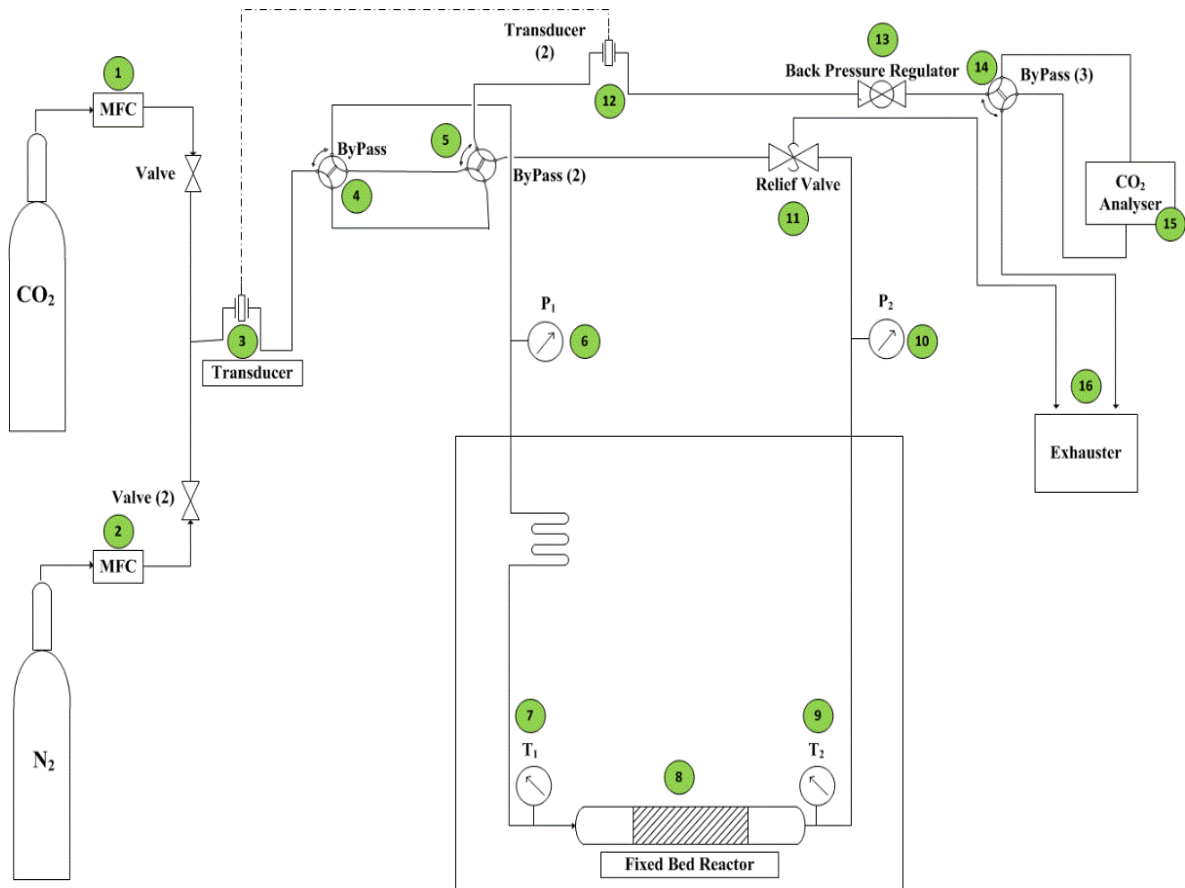 1
MFC
Valve
CO₂
2
MFC
Valve (2)
N₂
3
Transducer
ByPass
4
5
ByPass (2)
Transducer
(2)
12
13
Back Pressure Regulator
14
ByPass (3)
Relief Valve
11
CO₂
Analyser
15
P₁
6
P₂
10
16
Exhauster
7
T₁
8
9
T₂
Fixed Bed Reactor